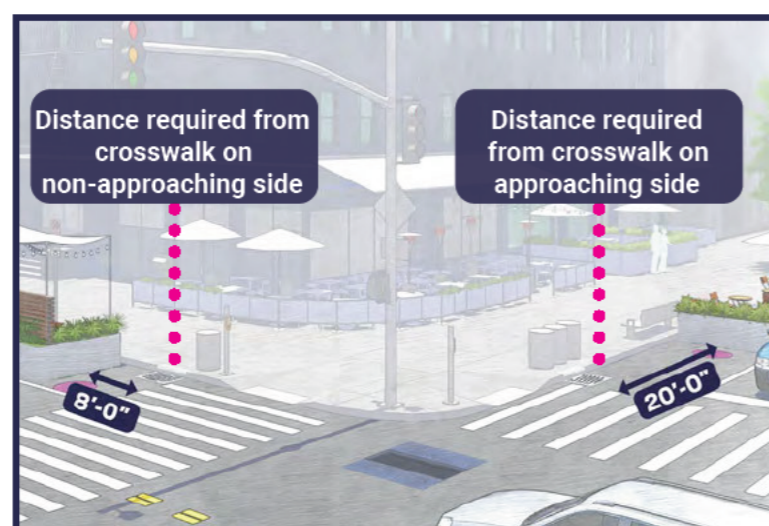 Distance required from
crosswalk on
non-approaching side
Distance required
from crosswalk on
approaching side
8'-0"
20'-0"